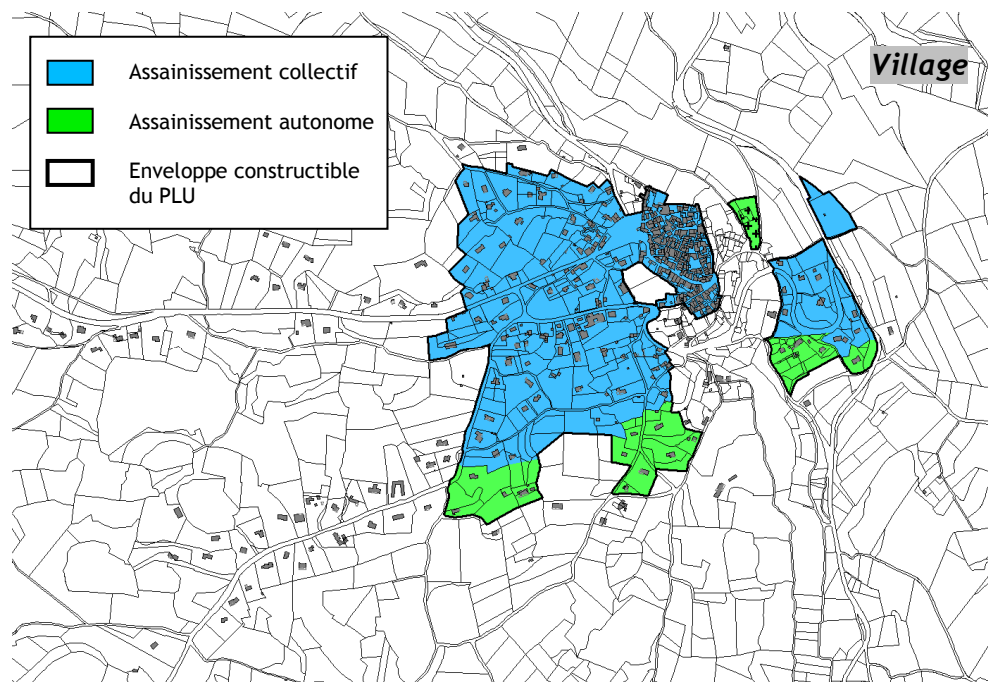 Assainissement collectif
Assainissement autonome
Enveloppe constructible
du PLU
Village